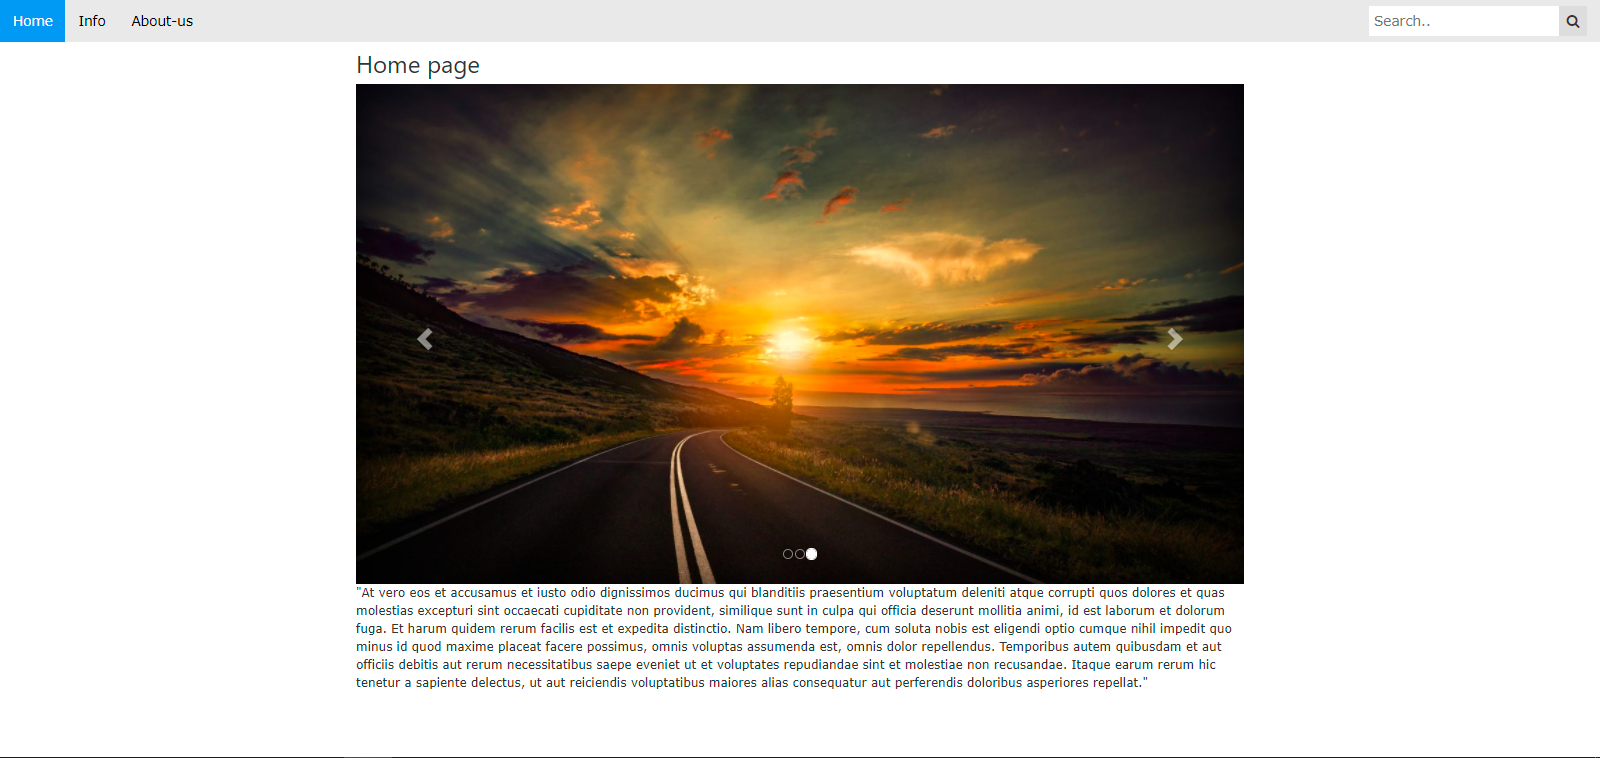 Home Info About-us Search..
Home page
"At vero eos et accusamus et iusto odio dignissimos ducimus qui blanditiis praesentium voluptatum deleniti atque corrupti quos dolores et quas
molestias excepturi sint occaecati cupiditate non provident, similique sunt in culpa qui officia deserunt mollitia animi, id est laborum et dolorum
fuga. Et harum quidem rerum facilis est et expedita distinctio. Nam libero tempore, cum soluta nobis est eligendi optio cumque nihil impedit quo
minus id quod maxime placeat facere possimus, omnis voluptas assumenda est, omnis dolor repellendus. Temporibus autem quibusdam et aut
officiis debitis aut rerum necessitatibus saepe eveniet ut et voluptates repudiandae sint et molestiae non recusandae. Itaque earum rerum hic
tenetur a sapiente delectus, ut aut reiciendis voluptatibus maiores alias consequatur aut perferendis doloribus asperiores repellat."